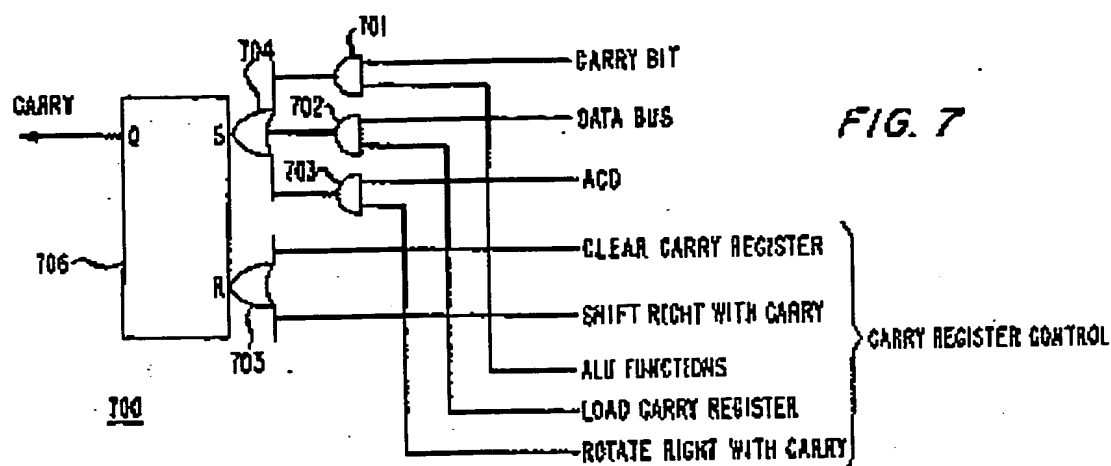 701
704
CARRY BIT
CARRY
702
DATA BUS
FIG. 7
Q
S
703
ACD
CLEAR CARRY REGISTER
706
R
SHIFT RIGHT WITH CARRY
CARRY REGISTER CONTROL
703
ALU FUNCTIONS
700
LOAD CARRY REGISTER
ROTATE RIGHT WITH CARRY